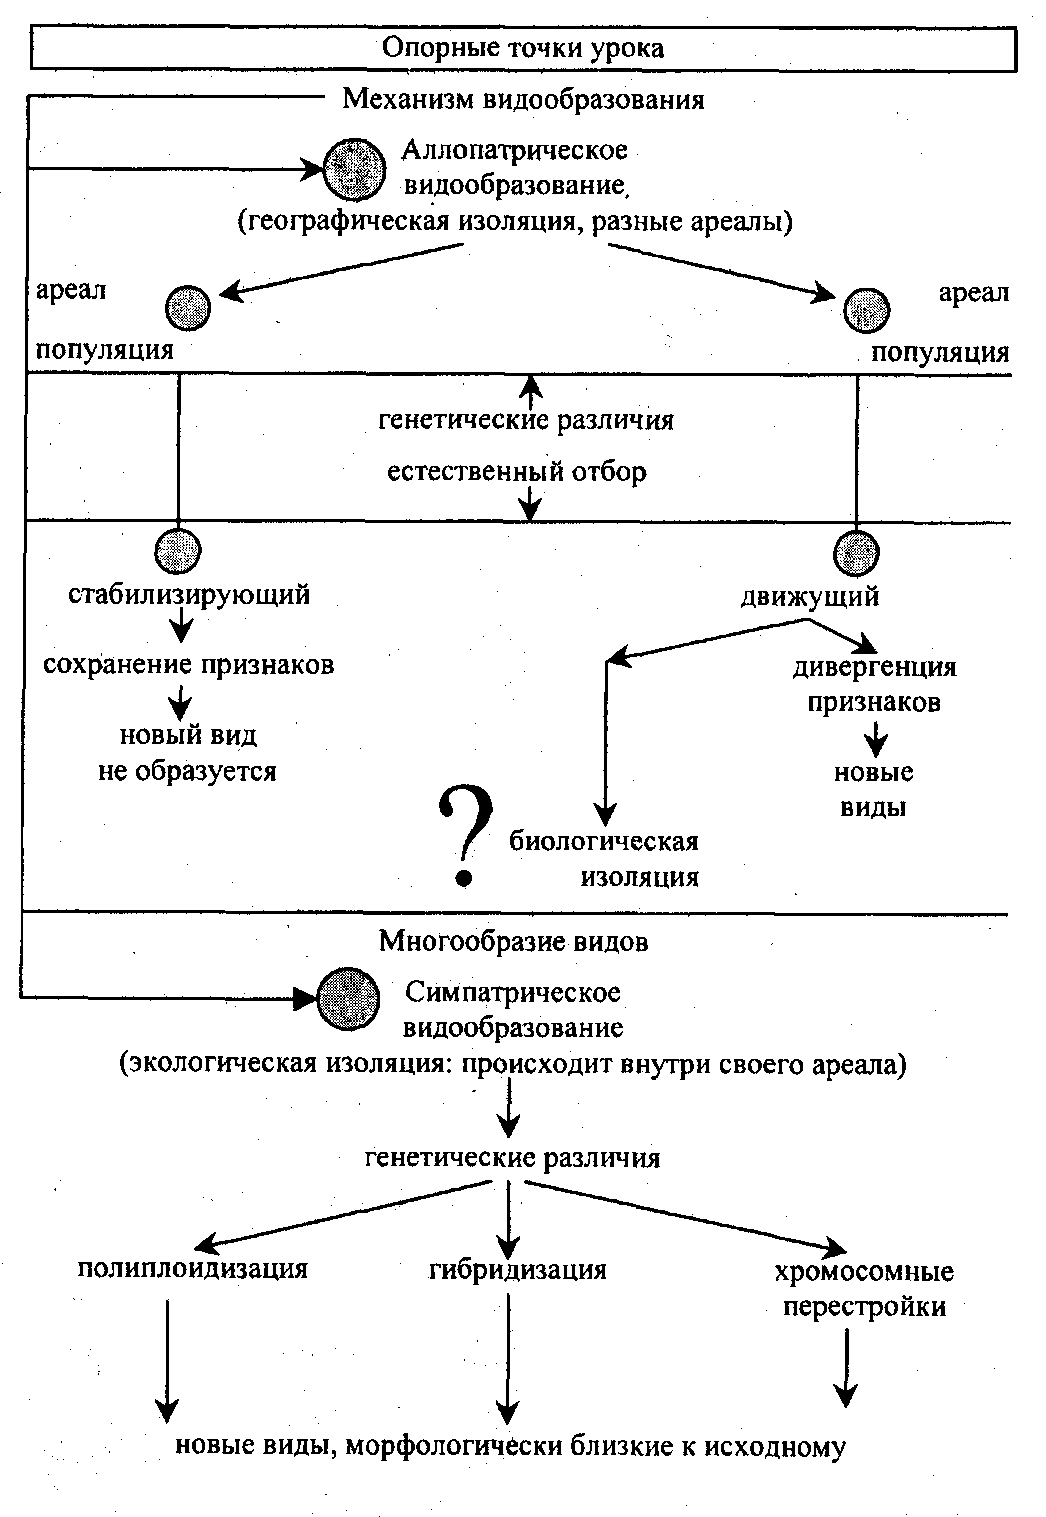 Опорные точки урока
Механизм видообразования
Аллопатрическое
видообразование,
(географическая изоляция, разные ареалы)
ареал
ареал
популяция
популяция
генетические различия
естественный отбор
стабилизирующий
движущий
сохранение признаков
дивергенция
признаков
новый вид
не образуется
новые
виды
?
биологическая
изоляция
Многообразие видов
Симпатрическое
видообразование
(экологическая изоляция: происходит внутри своего ареала)
генетические различия
полиплоидизация
гибридизация
хромосомные
перестройки
новые виды, морфологически близкие к исходному